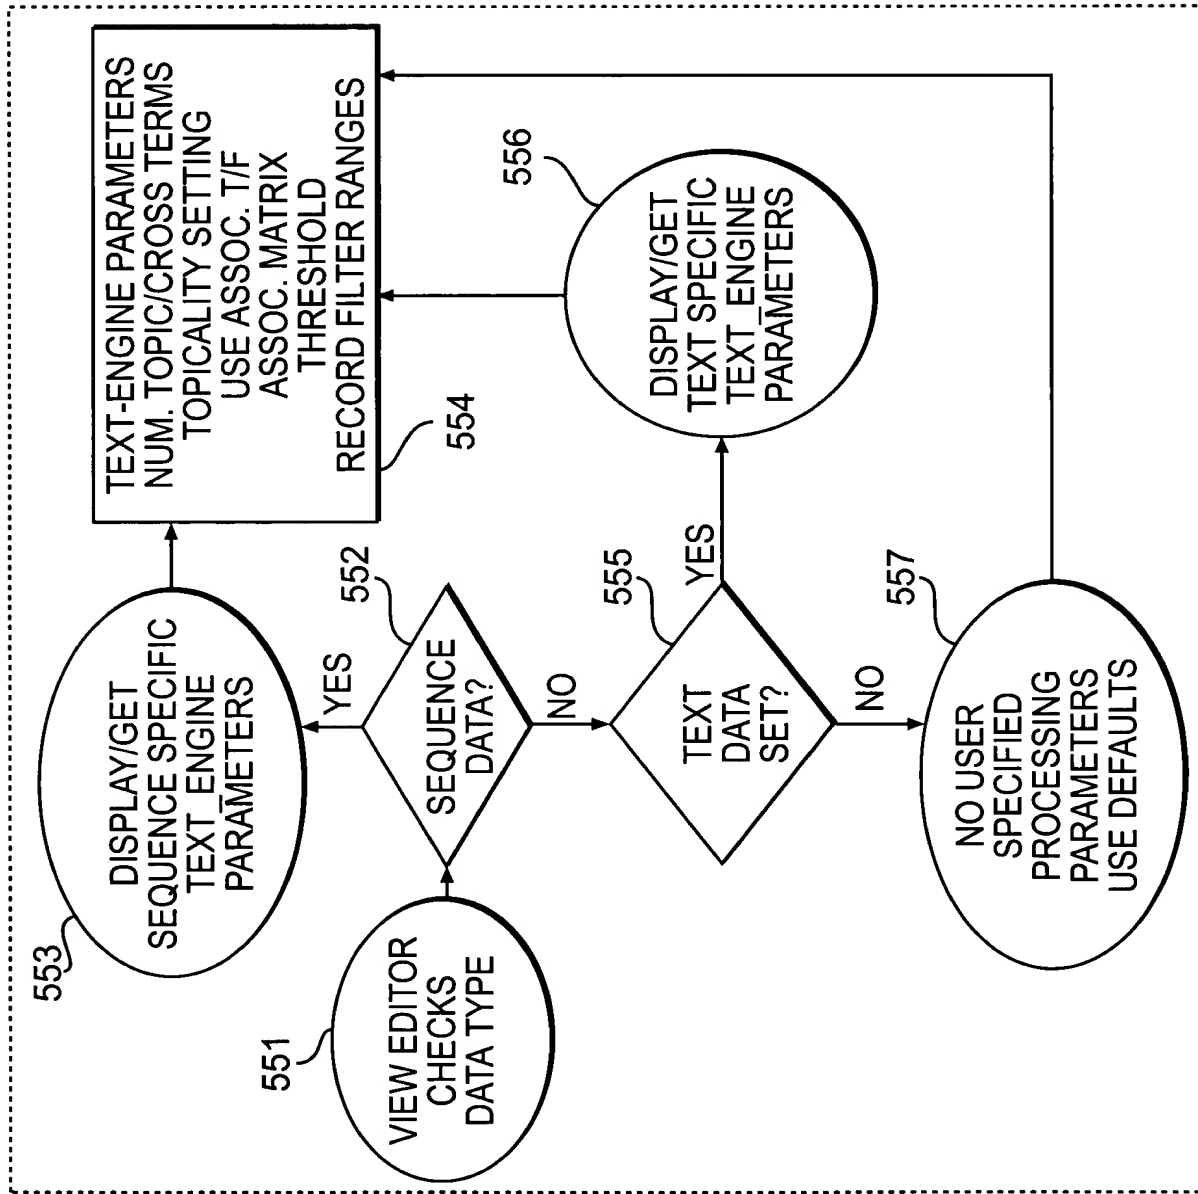 551
VIEW EDITOR
CHECKS
DATA TYPE
552
SEQUENCE
DATA?
YES
NO
553
DISPLAY/GET
SEQUENCE SPECIFIC
TEXT_ENGINE
PARAMETERS
554
TEXT-ENGINE PARAMETERS
NUM. TOPIC/CROSS TERMS
TOPICALITY SETTING
USE ASSOC. T/F
ASSOC. MATRIX
THRESHOLD
RECORD FILTER RANGES
555
TEXT
DATA
SET?
YES
NO
556
DISPLAY/GET
TEXT SPECIFIC
TEXT_ENGINE
PARAMETERS
557
NO USER
SPECIFIED
PROCESSING
PARAMETERS
USE DEFAULTS